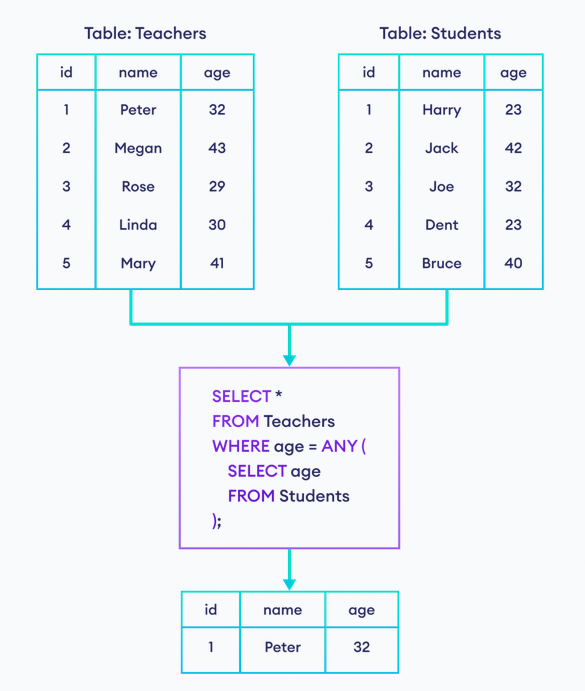 Table: Teachers
id name age
1 Peter 32
2 Megan 43
3 Rose 29
4 Linda 30
5 Mary 41
Table: Students
id name age
1 Harry 23
2 Jack 42
3 Joe 32
4 Dent 23
5 Bruce 40
SELECT *
FROM Teachers
WHERE age = ANY (
SELECT age
FROM Students
);
id name age
1 Peter 32